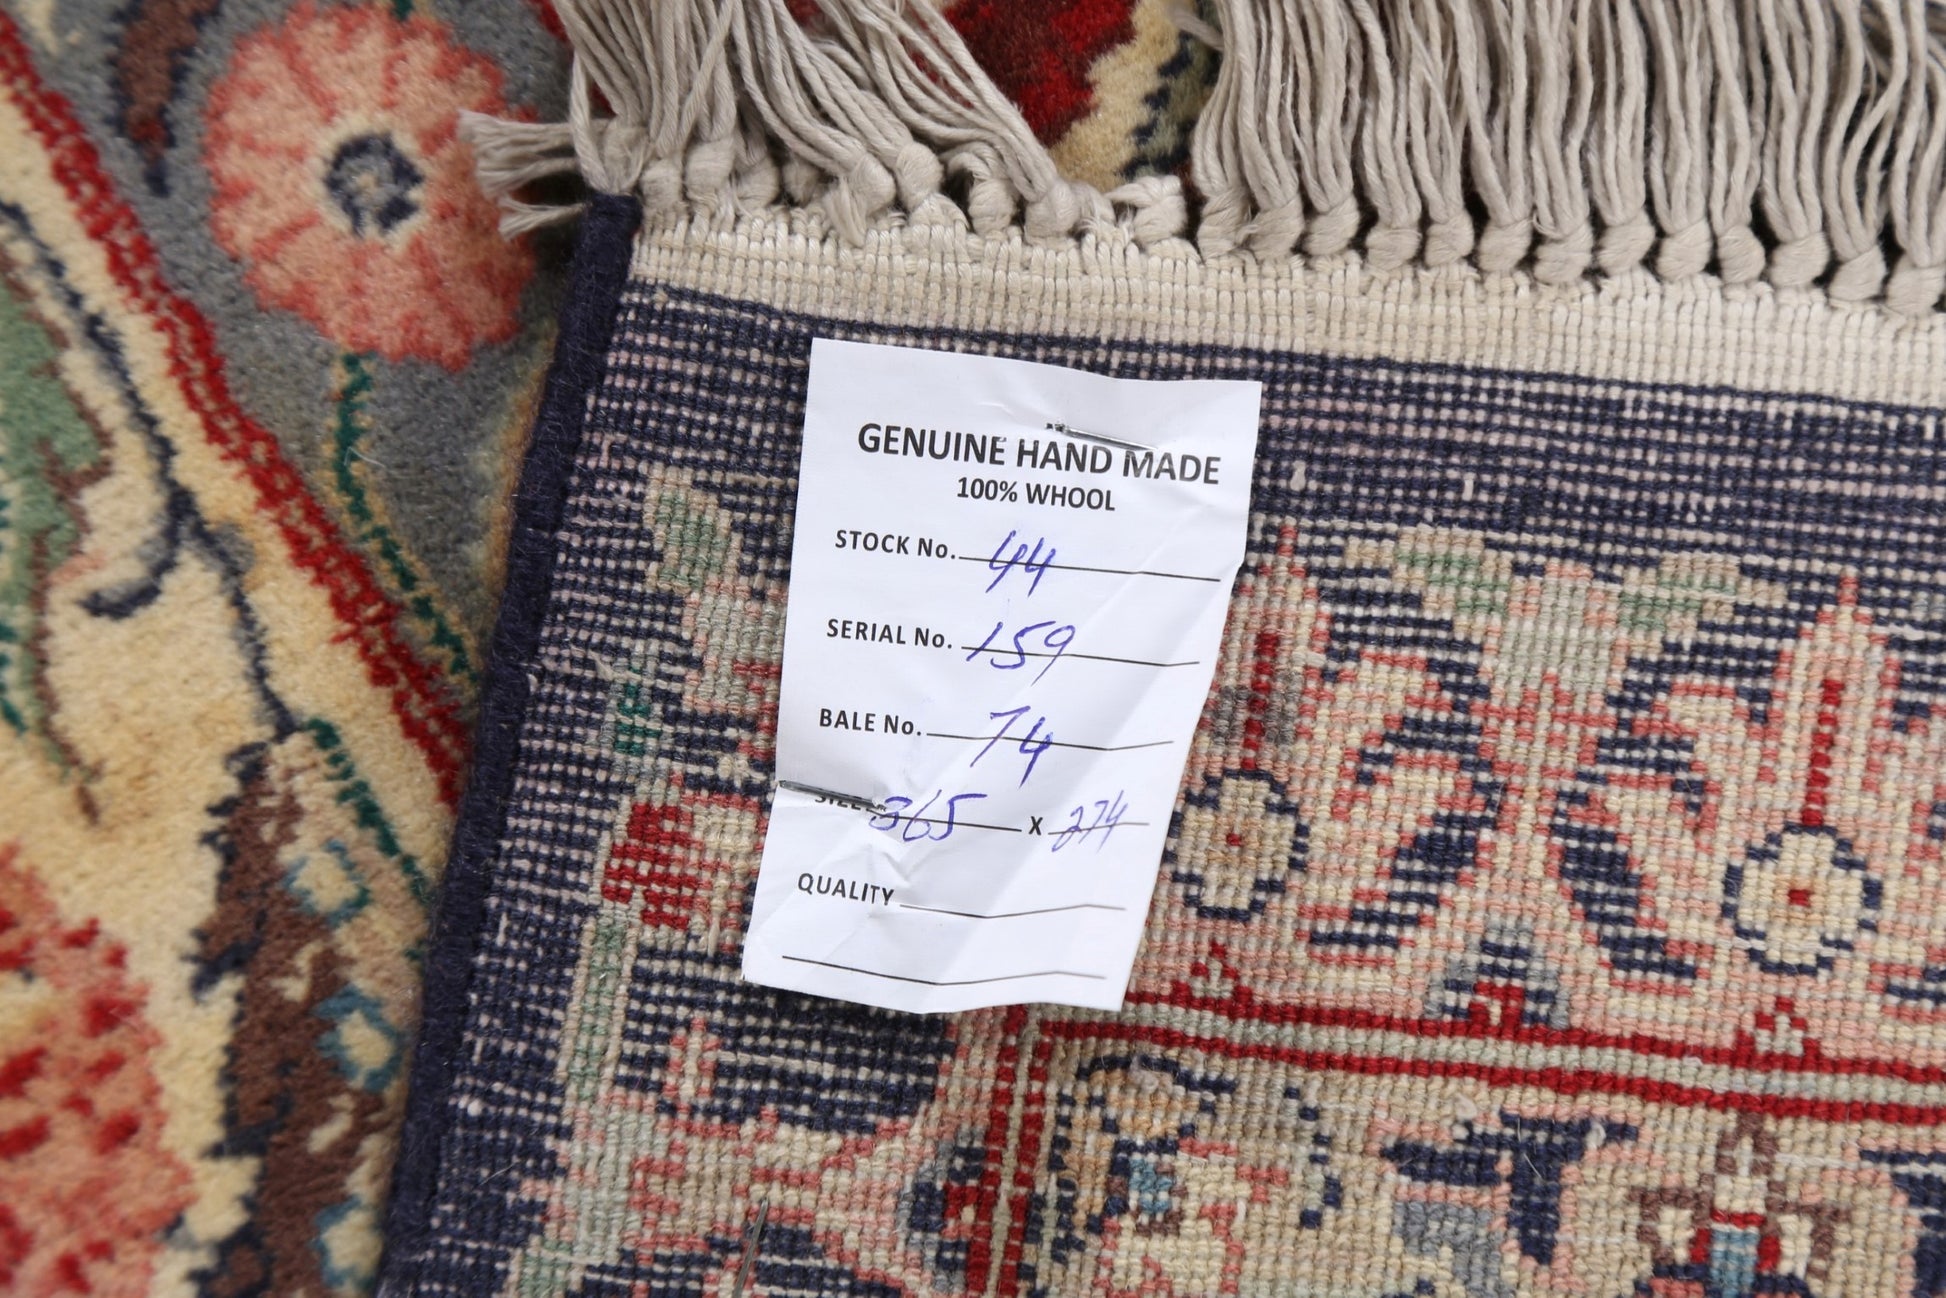 GENUINE HAND MADE
100% WHOOL
STOCK No. 44
SERIAL No. 159
BALE No. 74
SIZE 365 X 274
QUALITY